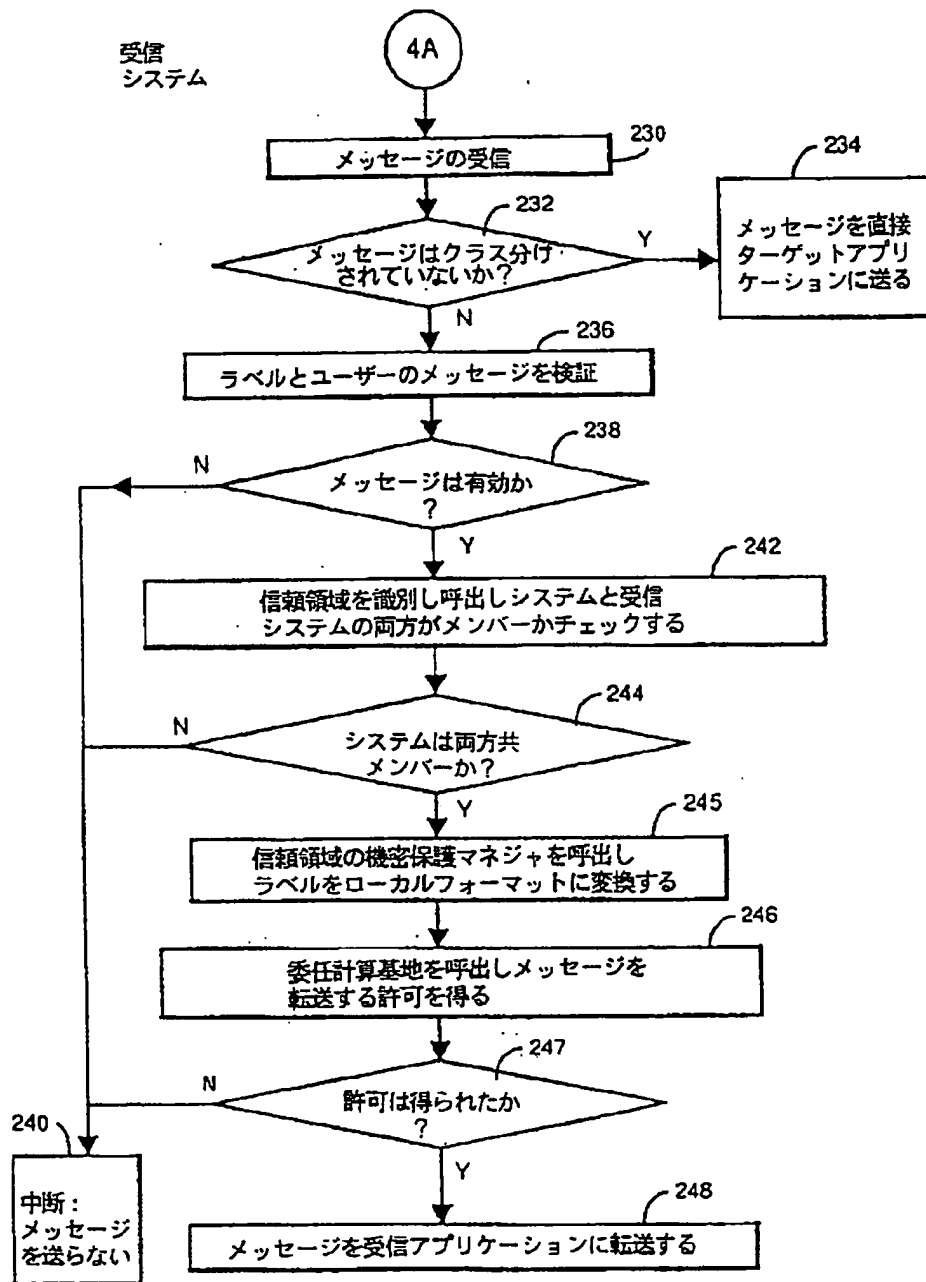 受信
システム
4A
メッセージの受信
230
232
メッセージはクラス分け
されていないか？
Y
N
234
メッセージを直接
ターゲットアプリ
ケーションに送る
236
ラベルとユーザーのメッセージを検証
238
メッセージは有効か
？
N
Y
242
信頼領域を識別し呼出しシステムと受信
システムの両方がメンバーかチェックする
244
システムは両方共
メンバーか？
N
Y
245
信頼領域の機密保護マネジャを呼出し
ラベルをローカルフォーマットに変換する
246
委任計算基地を呼出しメッセージを
転送する許可を得る
247
許可は得られたか
？
N
Y
240
中断：
メッセージ
を送らない
248
メッセージを受信アプリケーションに転送する